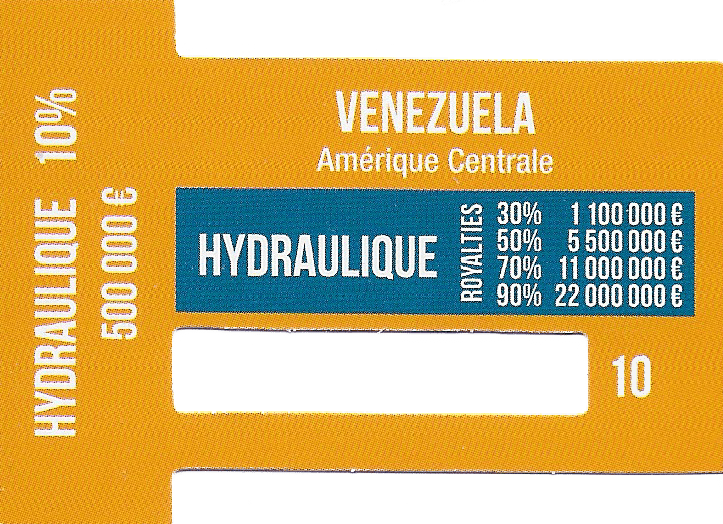 HYDRAULIQUE 10%
500 000 €
VENEZUELA
Amérique Centrale
HYDRAULIQUE
ROYALTIES
30% 1 100 000 €
50% 5 500 000 €
70% 11 000 000 €
90% 22 000 000 €
10